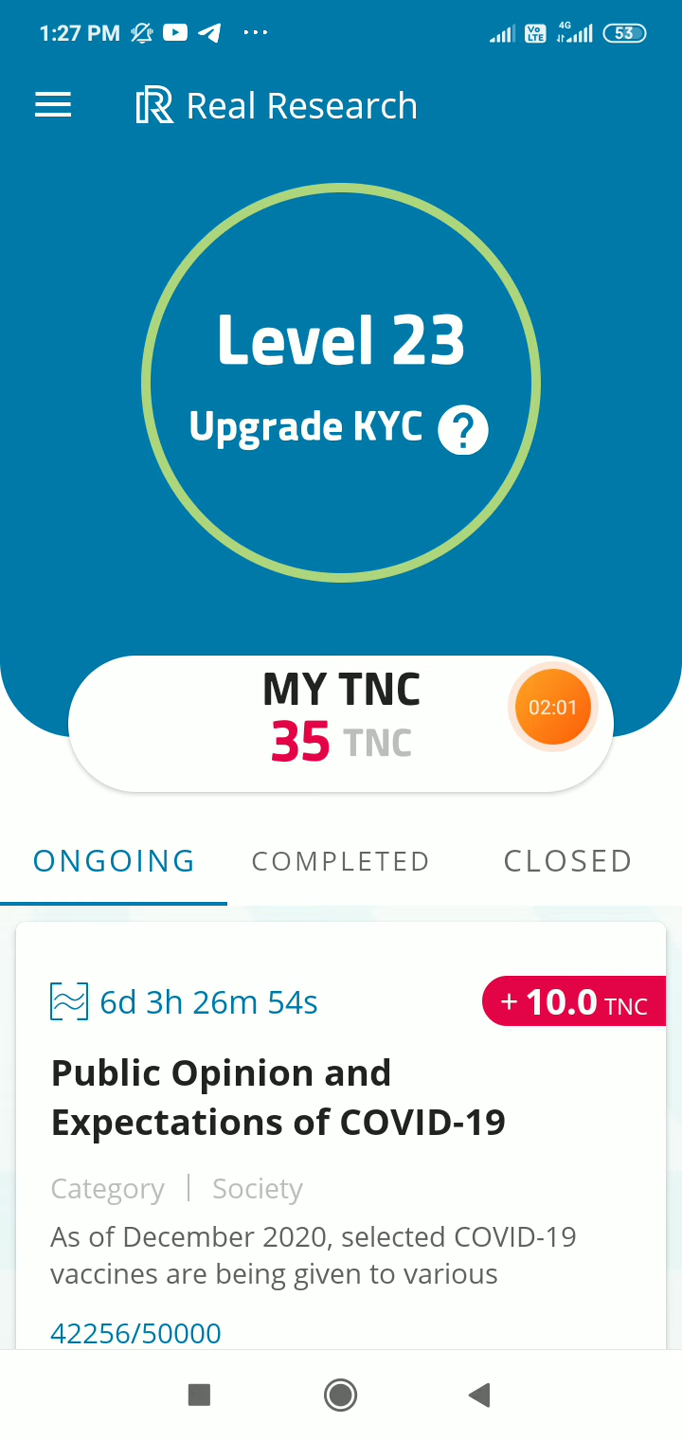 1:27 PM ... Vo LTE 4G 53
Real Research
Level 23
Upgrade KYC ?
MY TNC
35 TNC
02:01
ONGOING COMPLETED CLOSED
6d 3h 26m 54s + 10.0 TNC
Public Opinion and
Expectations of COVID-19
Category | Society
As of December 2020, selected COVID-19
vaccines are being given to various
42256/50000